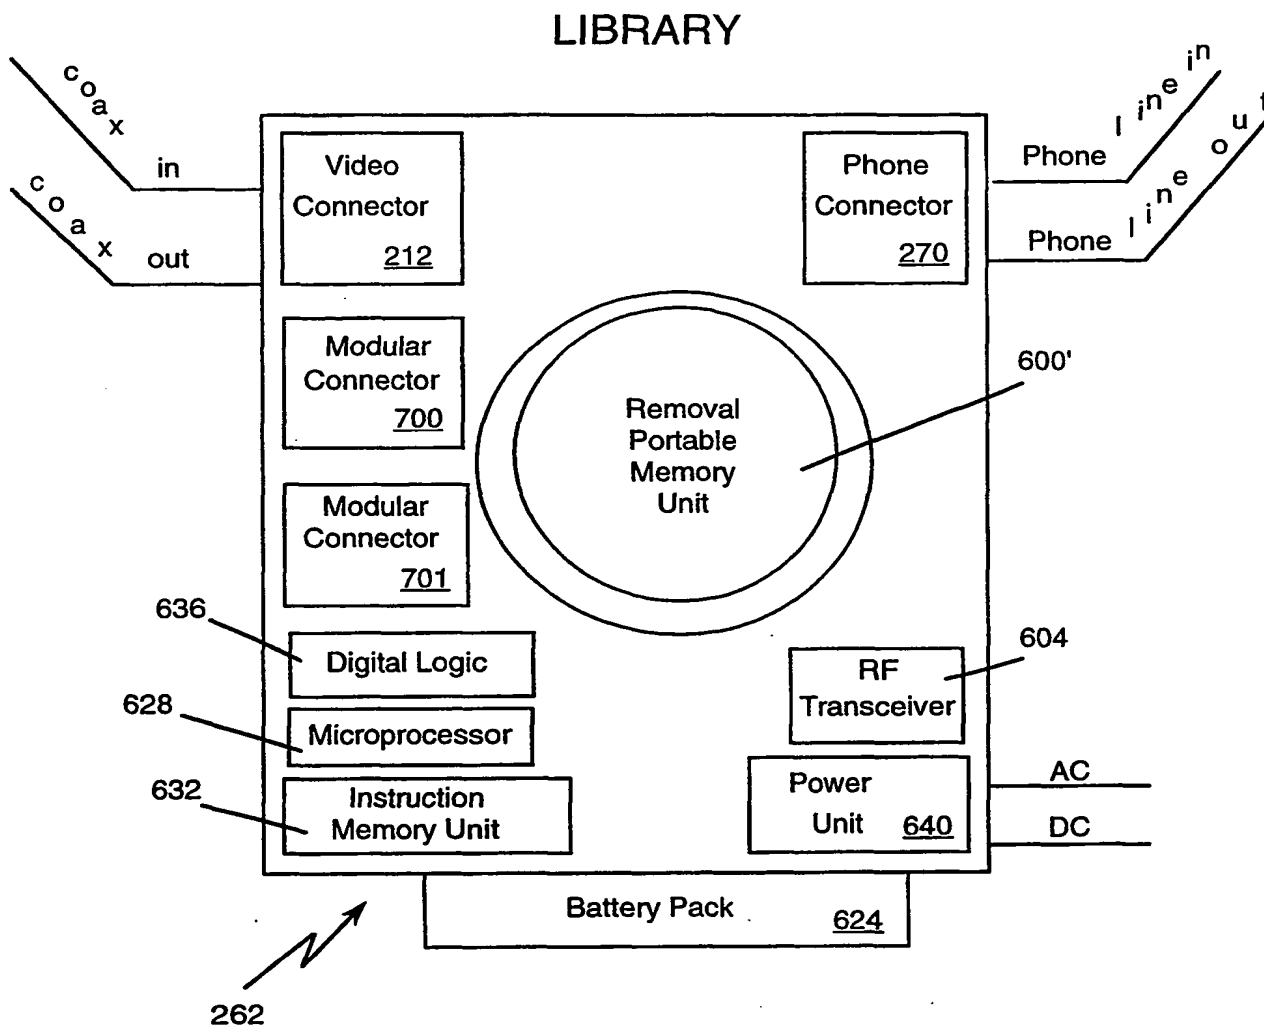 LIBRARY
coax in
coax out
Video
Connector
212
Phone
Connector
270
Phone line in
Phone line out
Modular
Connector
700
Removal
Portable
Memory
Unit
600'
Modular
Connector
701
636
Digital Logic
628
Microprocessor
632
Instruction
Memory Unit
RF
Transceiver
604
Power
Unit
640
AC
DC
Battery Pack
624
262